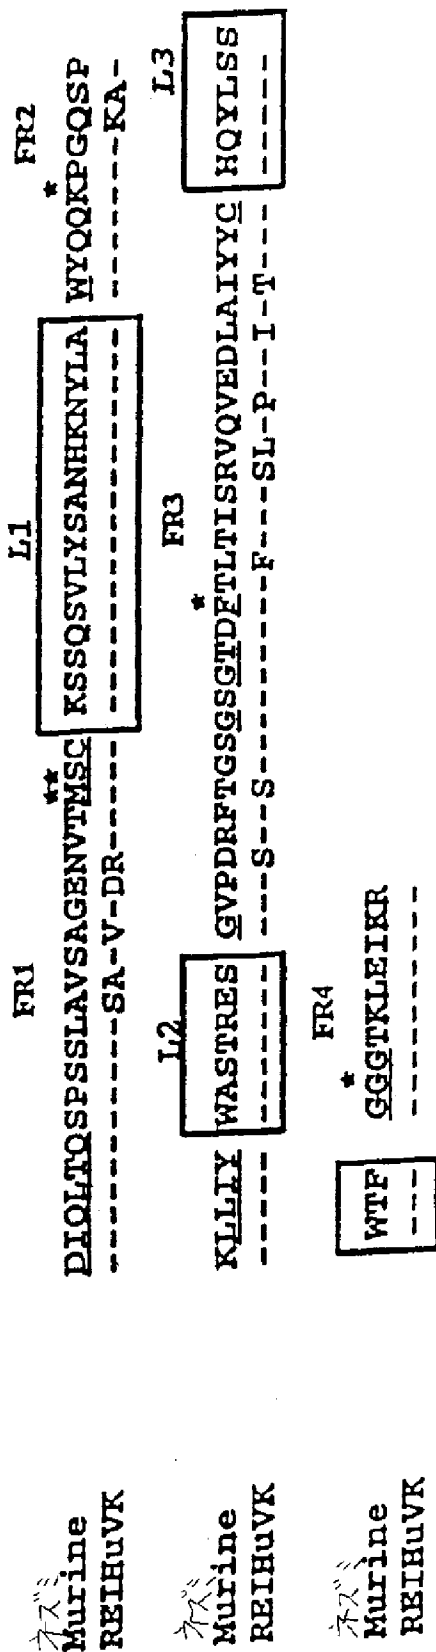 FR1 L1 FR2
** *
ネズミ
Murine DIQLTQSPSSLAVSAGENVTMSC KSSQSVLYSANHKNYLA WYQQKPGQSP
REIHuVK ------------SA-V-DR----- ----------------- -------KA-
L2 FR3 L3
*
ネズミ
Murine KLLIY WASTRES GVPDRFTGSGSGTDFTLTISRVQVEDLAIYYC HQYLSS
REIHuVK ----- ------- ---S--S---------F---SL-P--I-T---- ------
FR4
*
ネズミ
Murine WTF GGGTKLEIKR
REIHuVK --- ----------